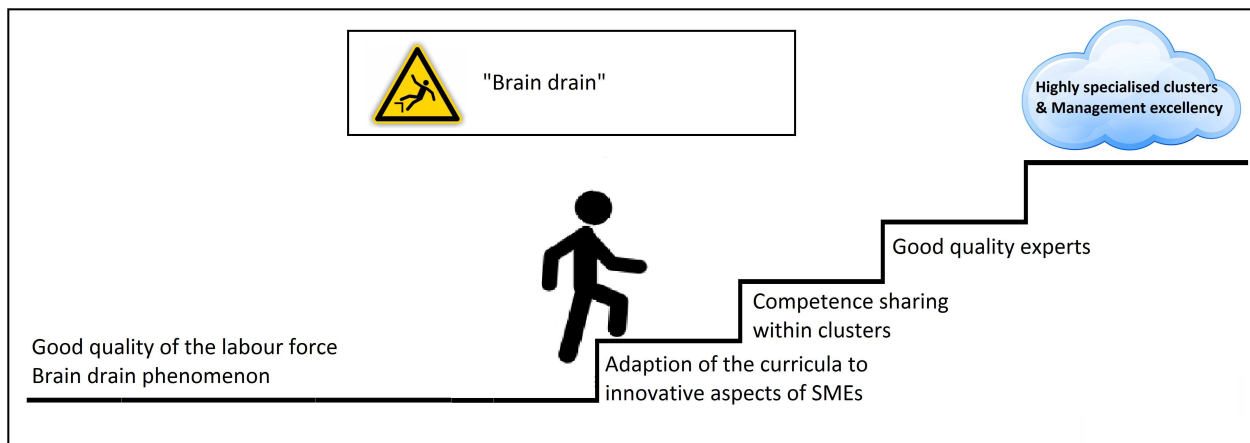 "Brain drain"
Highly specialised clusters
& Management excellency
Good quality experts
Competence sharing
within clusters
Good quality of the labour force
Brain drain phenomenon
Adaption of the curricula to
innovative aspects of SMEs